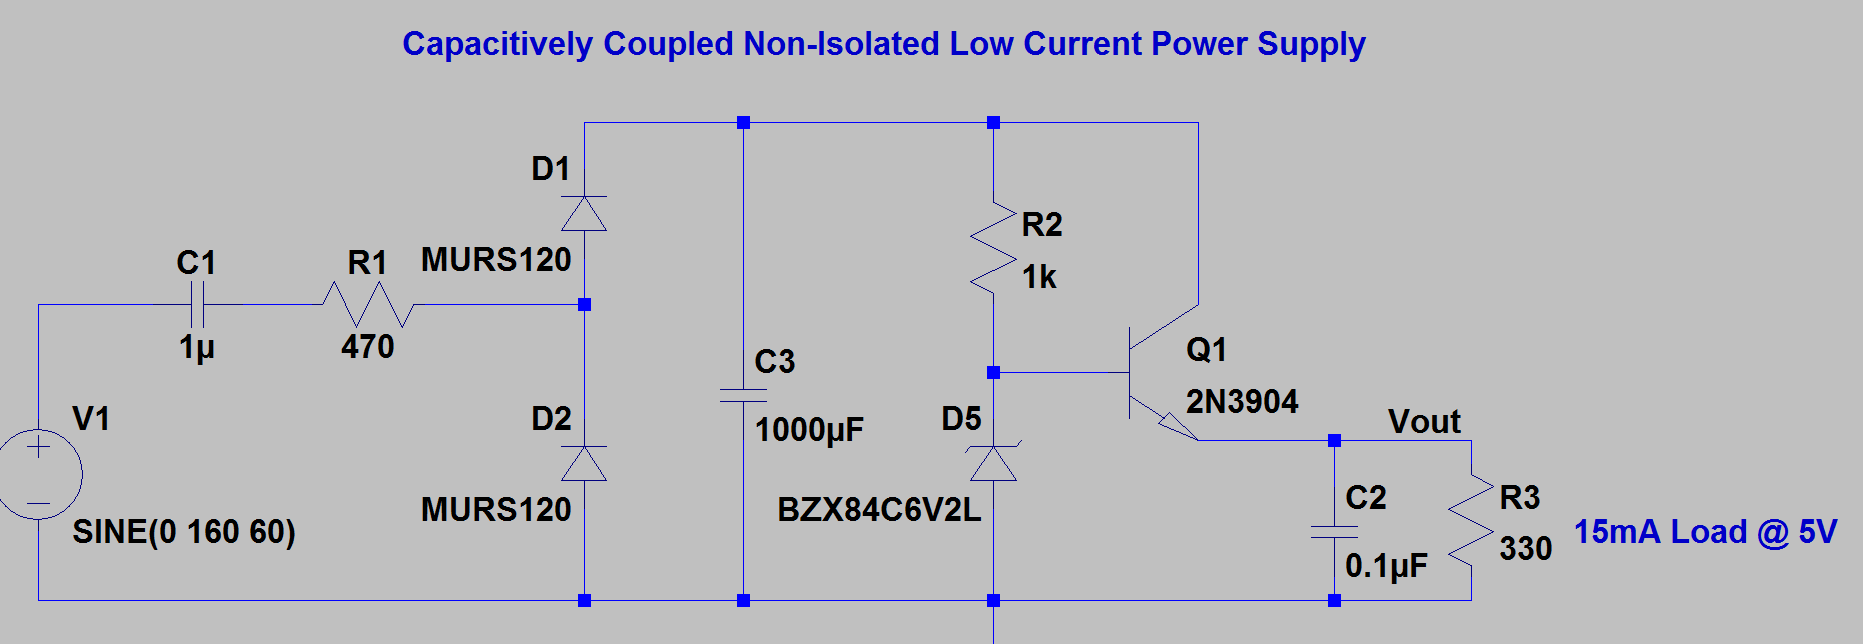 Capacitively Coupled Non-Isolated Low Current Power Supply
D1
MURS120
C1
1µ
R1
470
R2
1k
C3
1000µF
Q1
2N3904
V1
SINE(0 160 60)
D2
MURS120
D5
BZX84C6V2L
Vout
C2
0.1µF
R3
330
15mA Load @ 5V